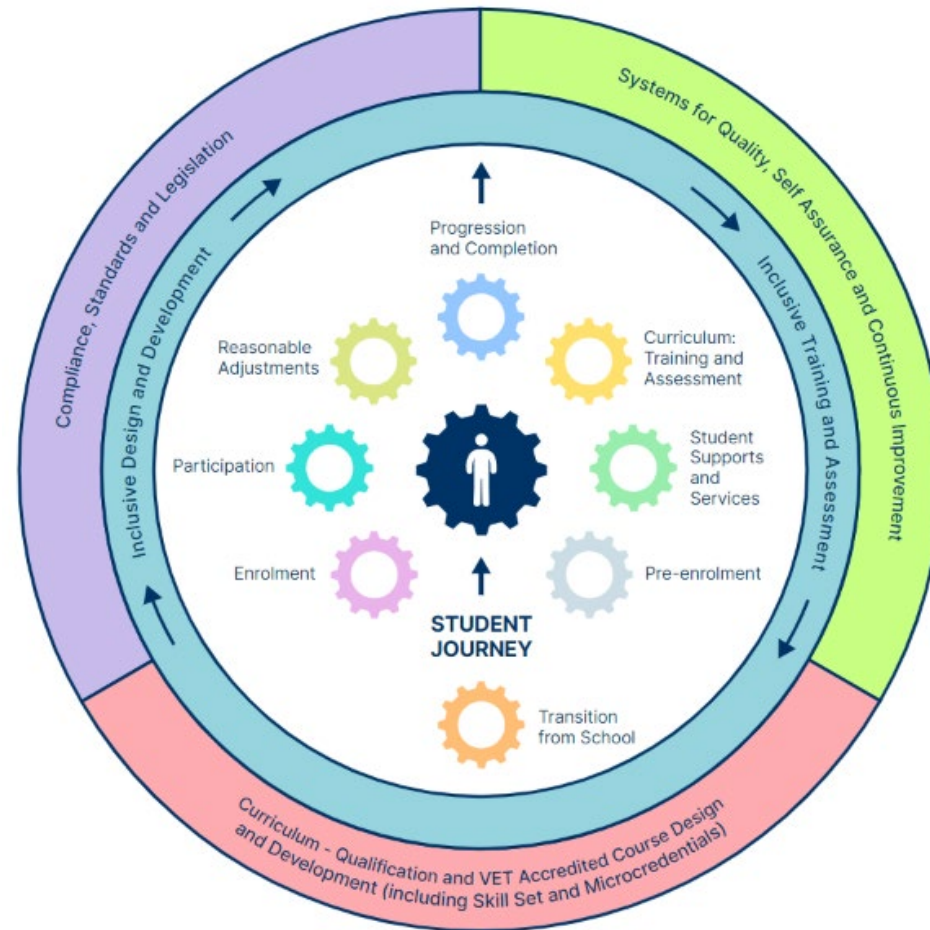 Compliance, Standards and Legislation
Systems for Quality, Self Assurance and Continuous Improvement
Inclusive Design and Development
Inclusive Training and Assessment
Progression
and Completion
Reasonable
Adjustments
Curriculum:
Training and
Assessment
Participation
Student
Supports
and
Services
Enrolment
Pre-enrolment
STUDENT
JOURNEY
Transition
from School
Curriculum - Qualification and VET Accredited Course Design
and Development (including Skill Set and Microcredentials)